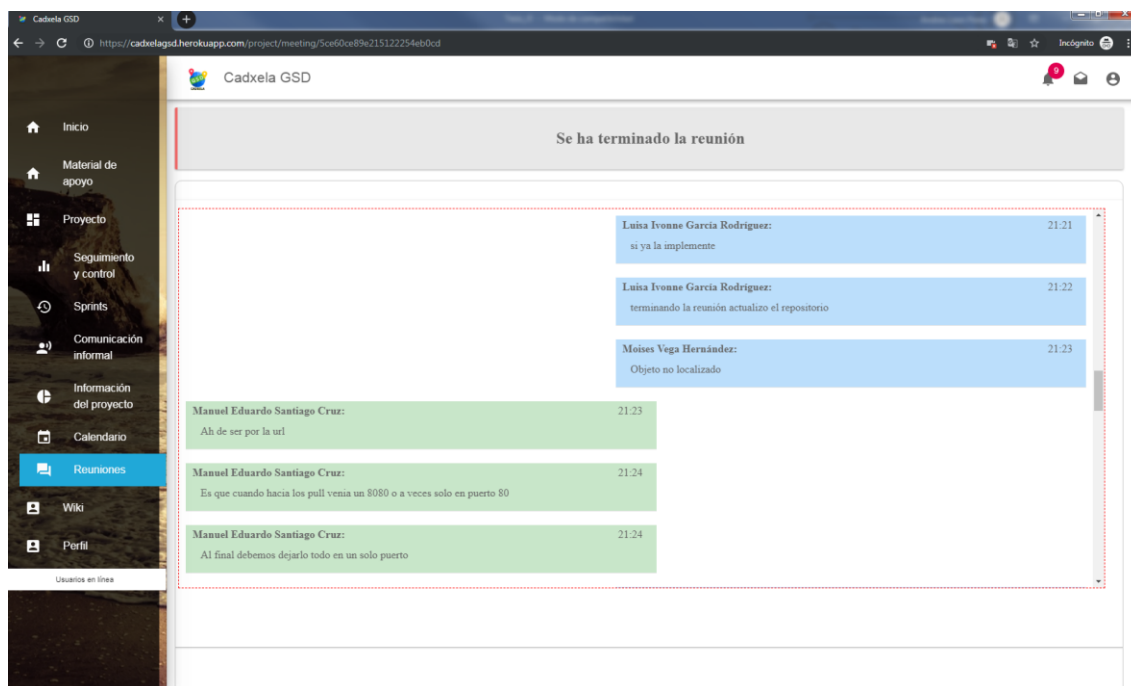 Cadxela GSD
https://cadxelagsd.herokuapp.com/project/meeting/5ce60ce89e215122254eb0cd
Incógnito
Cadxela GSD
9
Inicio
Material de
apoyo
Proyecto
Seguimiento
y control
Sprints
Comunicación
informal
Información
del proyecto
Calendario
Reuniones
Wiki
Perfil
Usuarios en línea
Se ha terminado la reunión
Luisa Ivonne García Rodríguez: 21:21
si ya la implemente
Luisa Ivonne García Rodríguez: 21:22
terminando la reunión actualizo el repositorio
Moises Vega Hernández: 21:23
Objeto no localizado
Manuel Eduardo Santiago Cruz: 21:23
Ah de ser por la url
Manuel Eduardo Santiago Cruz: 21:24
Es que cuando hacia los pull venia un 8080 o a veces solo en puerto 80
Manuel Eduardo Santiago Cruz: 21:24
Al final debemos dejarlo todo en un solo puerto